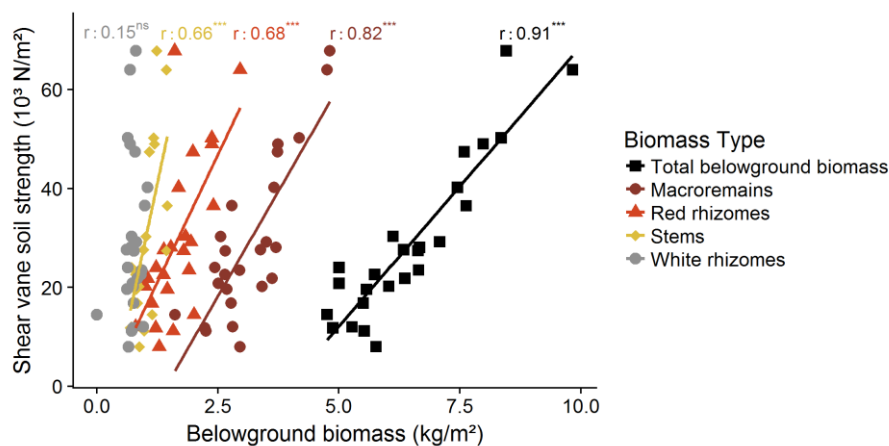 r : 0.15ns r : 0.66*** r : 0.68*** r : 0.82*** r : 0.91***
Shear vane soil strength (10³ N/m²)
60
40
20
0
0.0 2.5 5.0 7.5 10.0
Belowground biomass (kg/m²)
Biomass Type
Total belowground biomass
Macroremains
Red rhizomes
Stems
White rhizomes